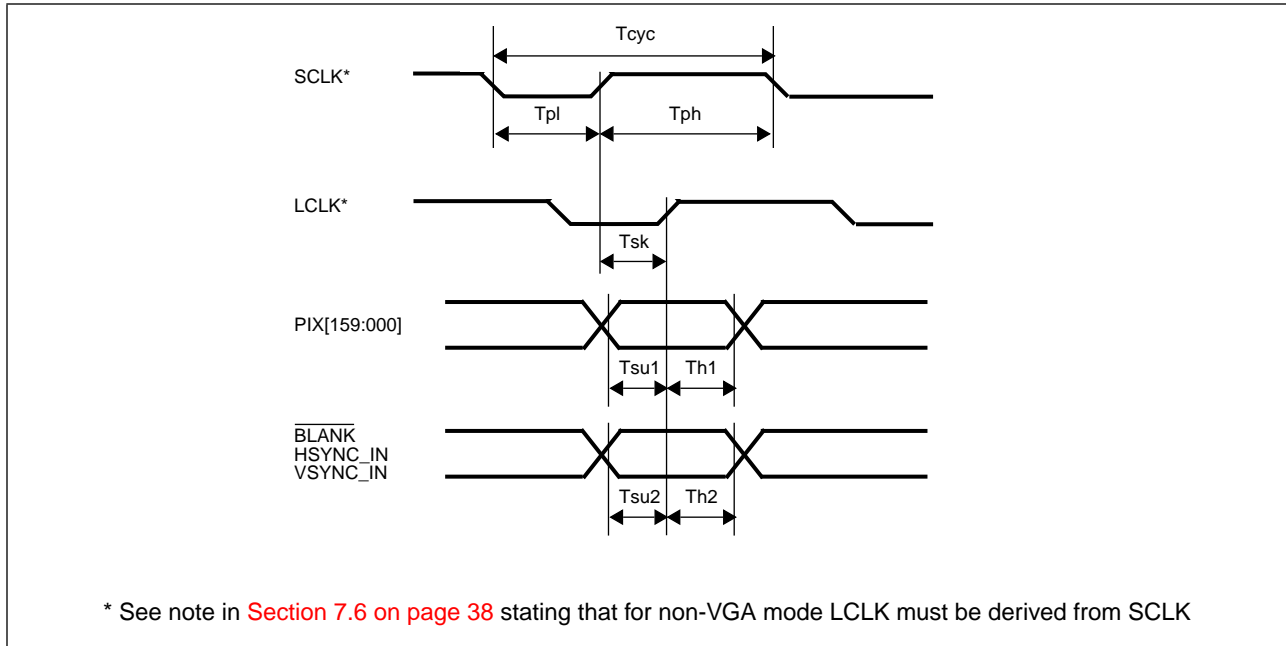 Tcyc
SCLK*
Tpl
Tph
LCLK*
Tsk
PIX[159:000]
Tsu1
Th1
BLANK
HSYNC_IN
VSYNC_IN
Tsu2
Th2
* See note in Section 7.6 on page 38 stating that for non-VGA mode LCLK must be derived from SCLK